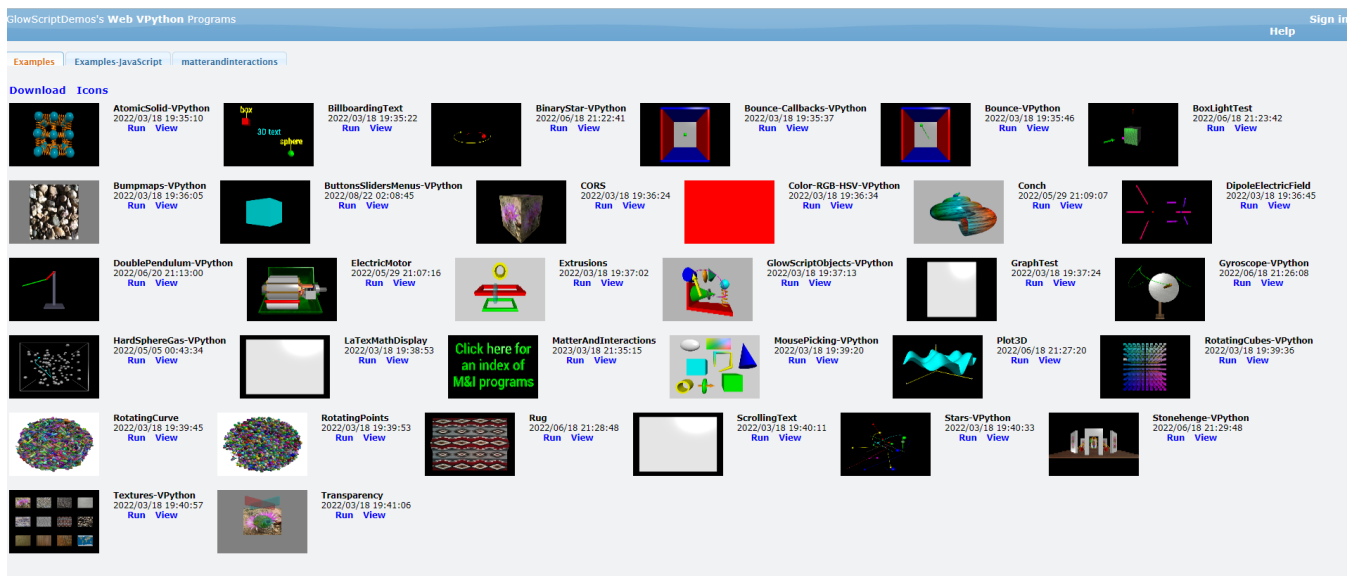 GlowScriptDemos's Web VPython Programs
Sign in
Help
Examples Examples-JavaScript matterandinteractions
Download Icons
AtomicSolid-VPython
2022/03/18 19:35:10
Run View
box
3D text
sphere
BillboardingText
2022/03/18 19:35:22
Run View
BinaryStar-VPython
2022/06/18 21:22:41
Run View
Bounce-Callbacks-VPython
2022/03/18 19:35:37
Run View
Bounce-VPython
2022/03/18 19:35:46
Run View
BoxLightTest
2022/06/18 21:23:42
Run View
Bumpmaps-VPython
2022/03/18 19:36:05
Run View
ButtonsSlidersMenus-VPython
2022/08/22 02:08:45
Run View
CORS
2022/03/18 19:36:24
Run View
Color-RGB-HSV-VPython
2022/03/18 19:36:34
Run View
Conch
2022/05/29 21:09:07
Run View
DipoleElectricField
2022/03/18 19:36:45
Run View
DoublePendulum-VPython
2022/06/20 21:13:00
Run View
ElectricMotor
2022/05/29 21:07:16
Run View
Extrusions
2022/03/18 19:37:02
Run View
GlowScriptObjects-VPython
2022/03/18 19:37:13
Run View
GraphTest
2022/03/18 19:37:24
Run View
Gyroscope-VPython
2022/06/18 21:26:08
Run View
HardSphereGas-VPython
2022/05/05 00:43:34
Run View
LaTexMathDisplay
2022/03/18 19:38:53
Run View
Click here for
an index of
M&I programs
MatterAndInteractions
2023/03/18 21:35:15
Run View
MousePicking-VPython
2022/03/18 19:39:20
Run View
Plot3D
2022/06/18 21:27:20
Run View
RotatingCubes-VPython
2022/03/18 19:39:36
Run View
RotatingCurve
2022/03/18 19:39:45
Run View
RotatingPoints
2022/03/18 19:39:53
Run View
Rug
2022/06/18 21:28:48
Run View
ScrollingText
2022/03/18 19:40:11
Run View
Stars-VPython
2022/03/18 19:40:33
Run View
Stonehenge-VPython
2022/06/18 21:29:48
Run View
Textures-VPython
2022/03/18 19:40:57
Run View
Transparency
2022/03/18 19:41:06
Run View